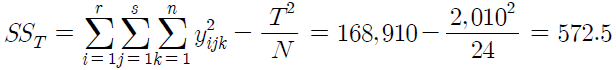 SS_T = \sum_{i=1}^{r} \sum_{j=1}^{s} \sum_{k=1}^{n} y_{ijk}^2 - \frac{T^2}{N} = 168,910 - \frac{2,010^2}{24} = 572.5